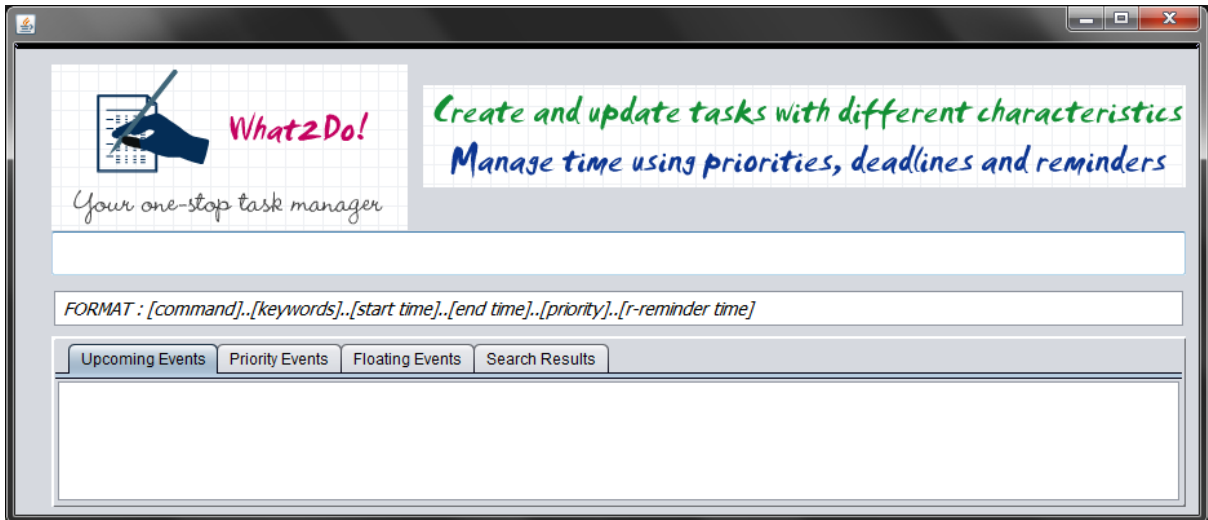 What2Do!
Your one-stop task manager
Create and update tasks with different characteristics
Manage time using priorities, deadlines and reminders
FORMAT : [command]..[keywords]..[start time]..[end time]..[priority]..[r-reminder time]
Upcoming Events Priority Events Floating Events Search Results